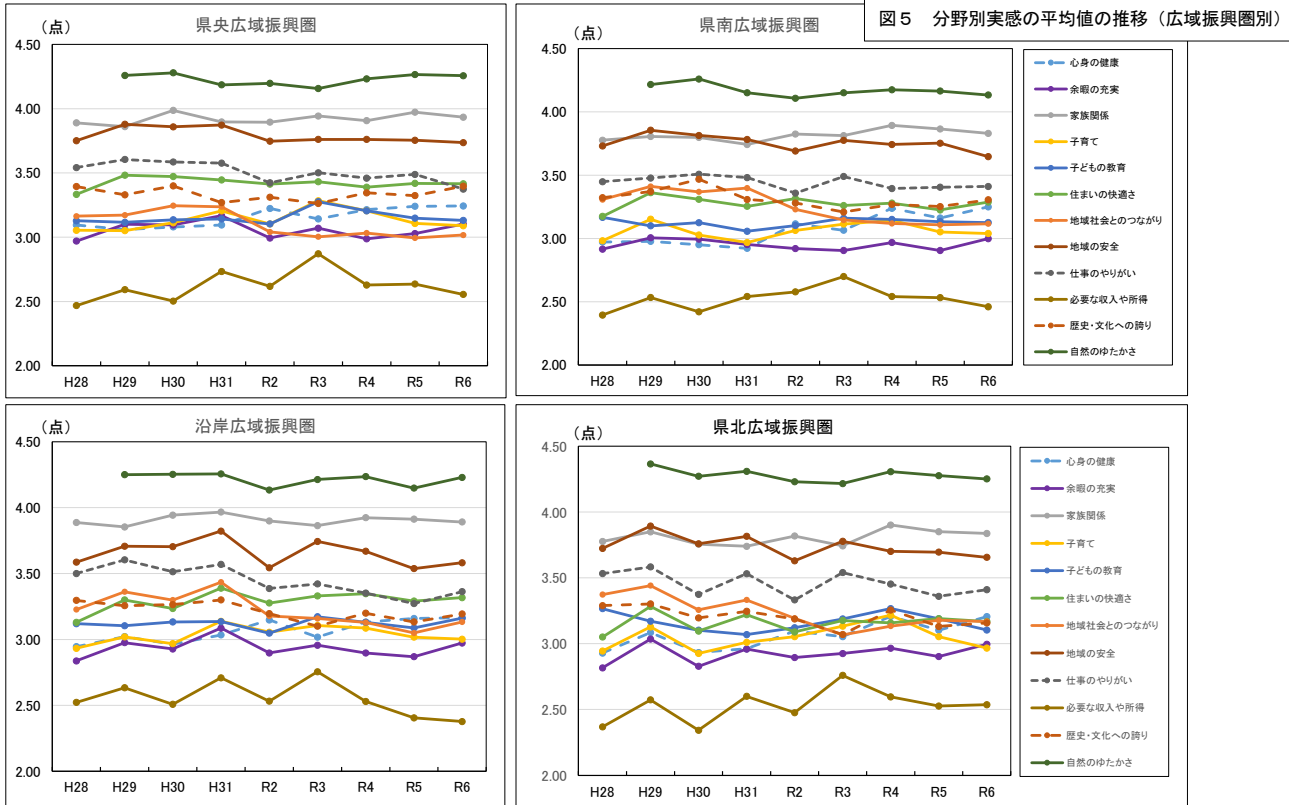 図５　分野別実感の平均値の推移（広域振興圏別）
（点）
県央広域振興圏
4.50
4.00
3.50
3.00
2.50
2.00
H28 H29 H30 H31 R2 R3 R4 R5 R6
（点）
県南広域振興圏
4.50
4.00
3.50
3.00
2.50
2.00
H28 H29 H30 H31 R2 R3 R4 R5 R6
心身の健康
余暇の充実
家族関係
子育て
子どもの教育
住まいの快適さ
地域社会とのつながり
地域の安全
仕事のやりがい
必要な収入や所得
歴史・文化への誇り
自然のゆたかさ
（点）
沿岸広域振興圏
4.50
4.00
3.50
3.00
2.50
2.00
H28 H29 H30 H31 R2 R3 R4 R5 R6
（点）
県北広域振興圏
4.50
4.00
3.50
3.00
2.50
2.00
H28 H29 H30 H31 R2 R3 R4 R5 R6
心身の健康
余暇の充実
家族関係
子育て
子どもの教育
住まいの快適さ
地域社会とのつながり
地域の安全
仕事のやりがい
必要な収入や所得
歴史・文化への誇り
自然のゆたかさ